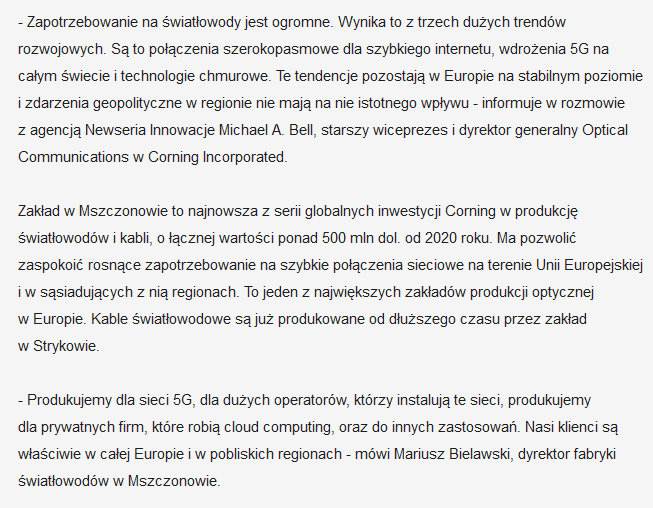 - Zapotrzebowanie na światłowody jest ogromne. Wynika to z trzech dużych trendów
rozwojowych. Są to połączenia szerokopasmowe dla szybkiego internetu, wdrożenia 5G na
całym świecie i technologie chmurowe. Te tendencje pozostają w Europie na stabilnym poziomie
i zdarzenia geopolityczne w regionie nie mają na nie istotnego wpływu - informuje w rozmowie
z agencją Newseria Innowacje Michael A. Bell, starszy wiceprezes i dyrektor generalny Optical
Communications w Corning Incorporated.
Zakład w Mszczonowie to najnowsza z serii globalnych inwestycji Corning w produkcję
światłowodów i kabli, o łącznej wartości ponad 500 mln dol. od 2020 roku. Ma pozwolić
zaspokoić rosnące zapotrzebowanie na szybkie połączenia sieciowe na terenie Unii Europejskiej
i w sąsiadujących z nią regionach. To jeden z największych zakładów produkcji optycznej
w Europie. Kable światłowodowe są już produkowane od dłuższego czasu przez zakład
w Strykowie.
- Produkujemy dla sieci 5G, dla dużych operatorów, którzy instalują te sieci, produkujemy
dla prywatnych firm, które robią cloud computing, oraz do innych zastosowań. Nasi klienci są
właściwie w całej Europie i w pobliskich regionach - mówi Mariusz Bielawski, dyrektor fabryki
światłowodów w Mszczonowie.